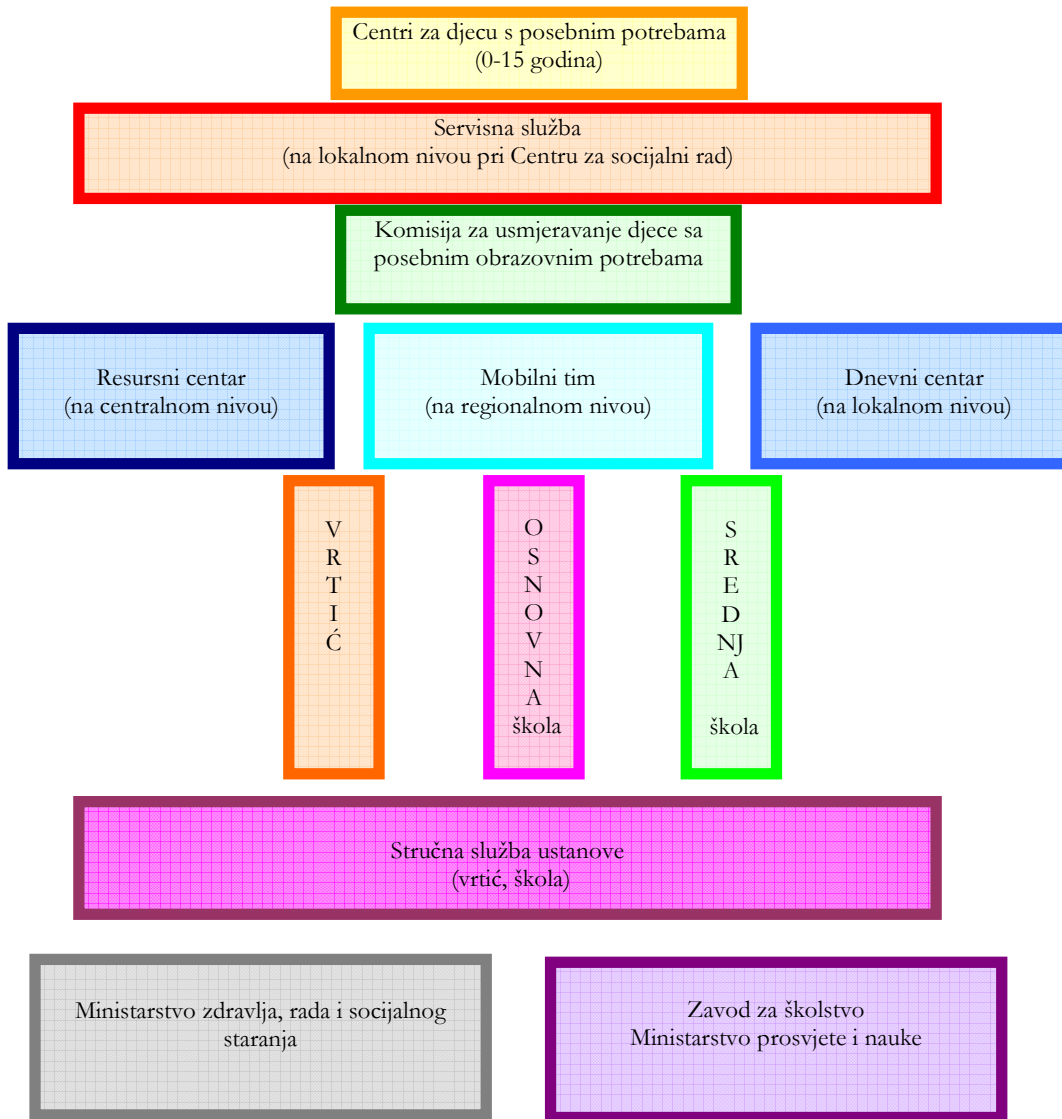 Centri za djecu s posebnim potrebama
(0-15 godina)
Servisna služba
(na lokalnom nivou pri Centru za socijalni rad)
Komisija za usmjeravanje djece sa
posebnim obrazovnim potrebama
Resursni centar
(na centralnom nivou)
Mobilni tim
(na regionalnom nivou)
Dnevni centar
(na lokalnom nivou)
V
R
T
I
Ć
O
S
N
O
V
N
A
škola
S
R
E
D
NJ
A
škola
Stručna služba ustanove
(vrtić, škola)
Ministarstvo zdravlja, rada i socijalnog
staranja
Zavod za školstvo
Ministarstvo prosvjete i nauke